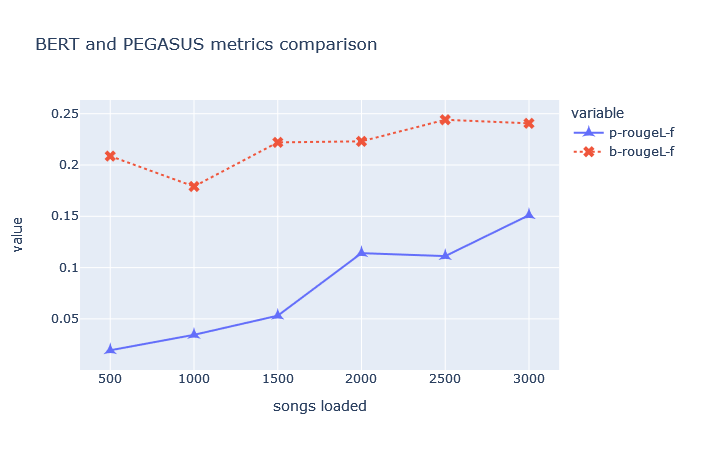 BERT and PEGASUS metrics comparison
variable
p-rougeL-f
b-rougeL-f
value
0.25
0.2
0.15
0.1
0.05
500 1000 1500 2000 2500 3000
songs loaded